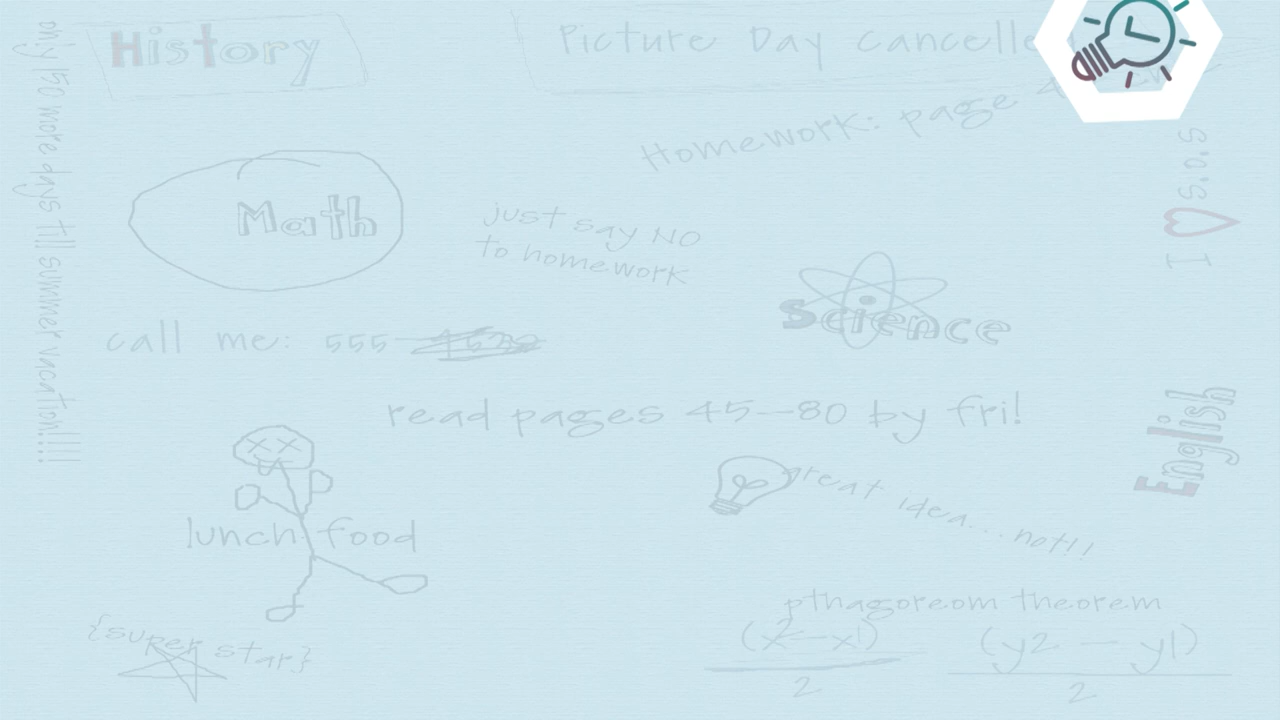 History
Picture Day cancelle
Homework: page 4
only 150 more days till summer vacation!!!!
Math
just say NO
to homework
I ♥ s'o's
science
call me: 555-
read pages 45-80 by fri!
English
great idea... not!!
lunch food
pthagoreom theorem
(x2-x1)
2
(y2 - y1)
2
{super star}